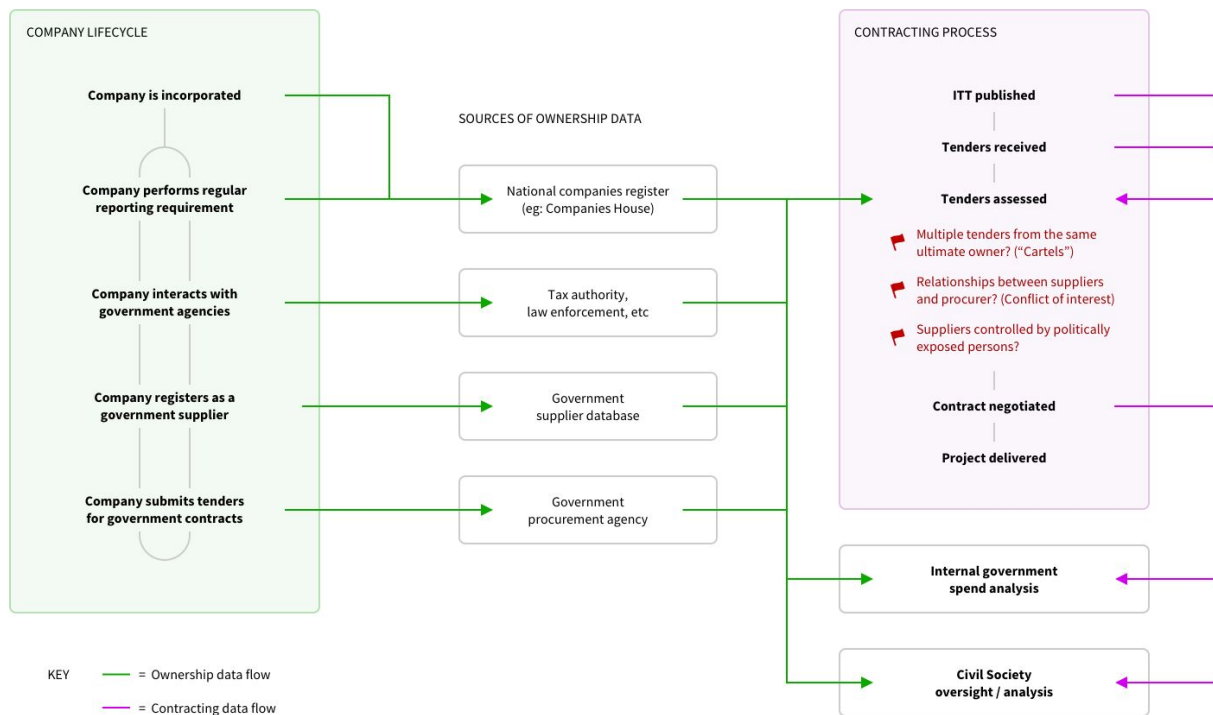 COMPANY LIFECYCLE
Company is incorporated
Company performs regular
reporting requirement
Company interacts with
government agencies
Company registers as a
government supplier
Company submits tenders
for government contracts
SOURCES OF OWNERSHIP DATA
National companies register
(eg: Companies House)
Tax authority,
law enforcement, etc
Government
supplier database
Government
procurement agency
CONTRACTING PROCESS
ITT published
Tenders received
Tenders assessed
Multiple tenders from the same
ultimate owner? (“Cartels”)
Relationships between suppliers
and procurer? (Conflict of interest)
Suppliers controlled by politically
exposed persons?
Contract negotiated
Project delivered
Internal government
spend analysis
Civil Society
oversight / analysis
KEY
= Ownership data flow
= Contracting data flow